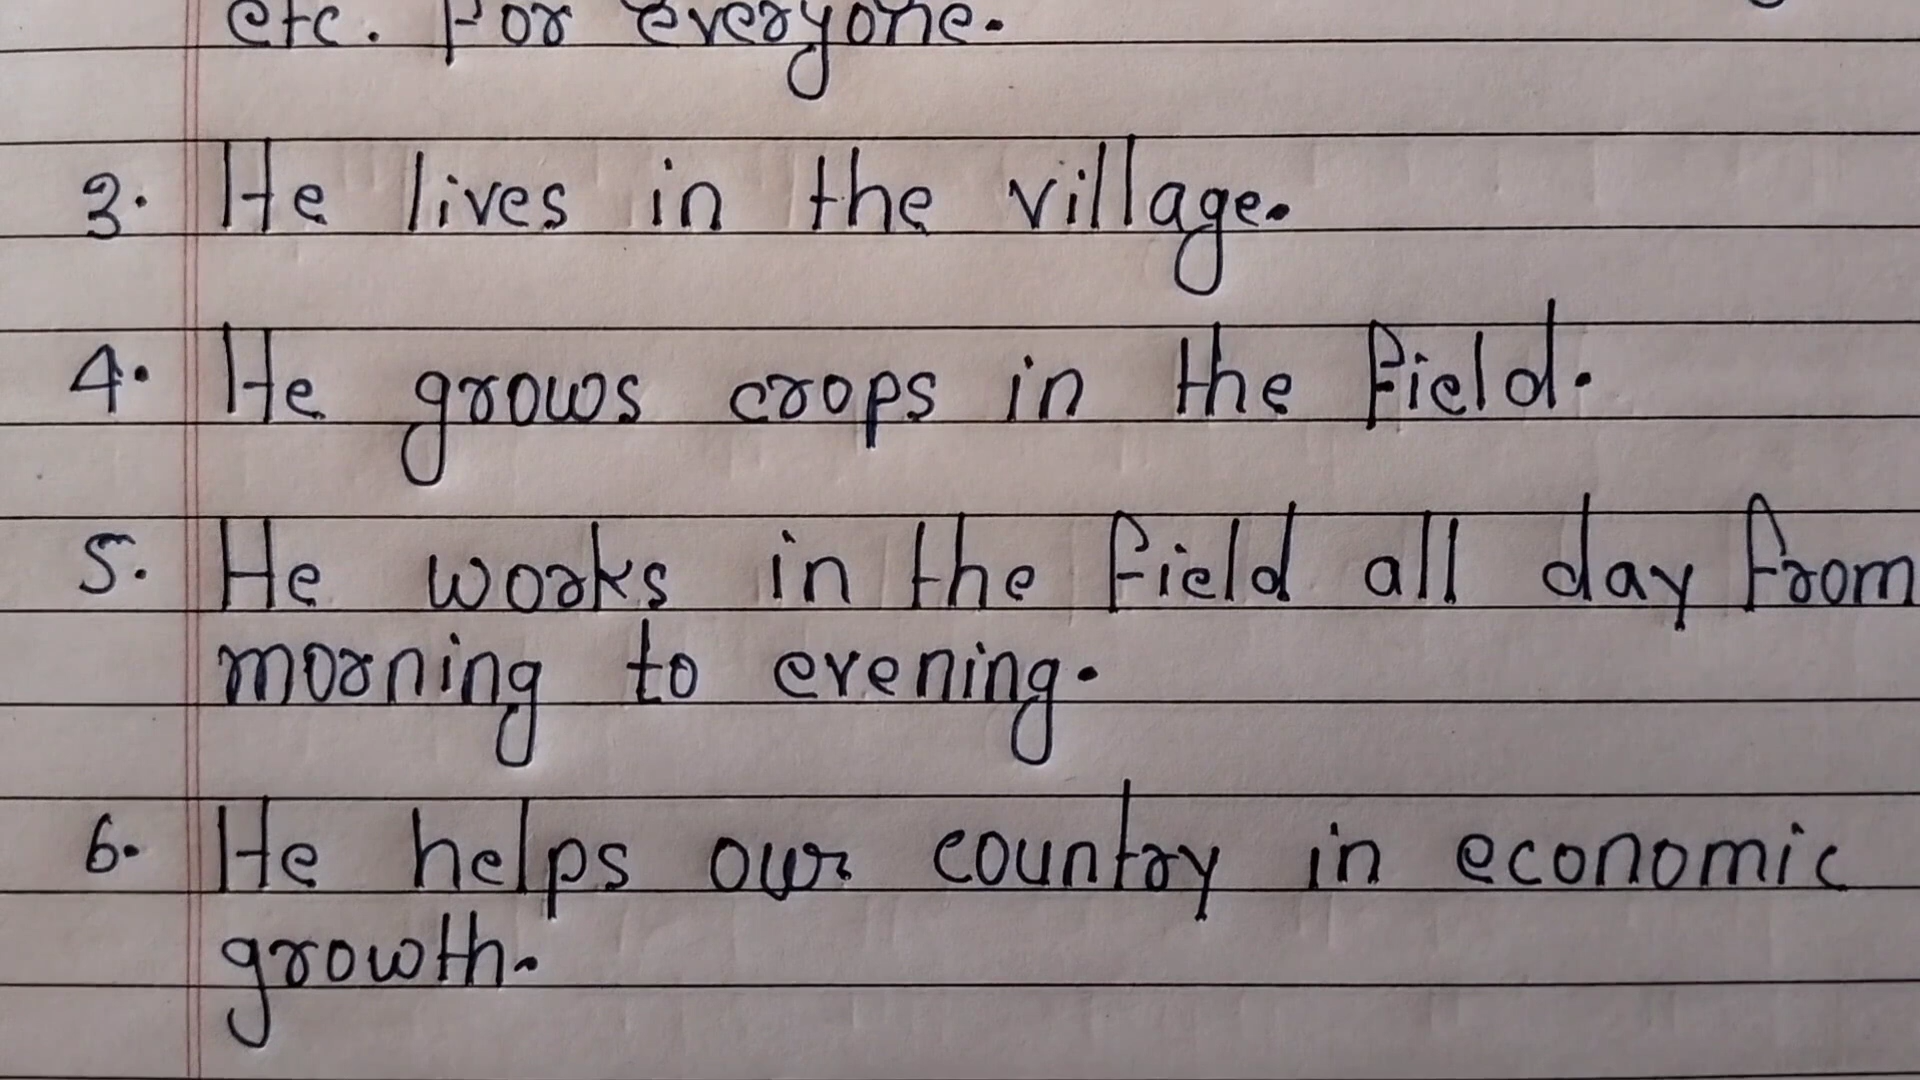 etc. For everyone.
3. He lives in the village.
4. He grows crops in the field.
5. He works in the field all day from
morning to evening.
6. He helps our country in economic
growth.